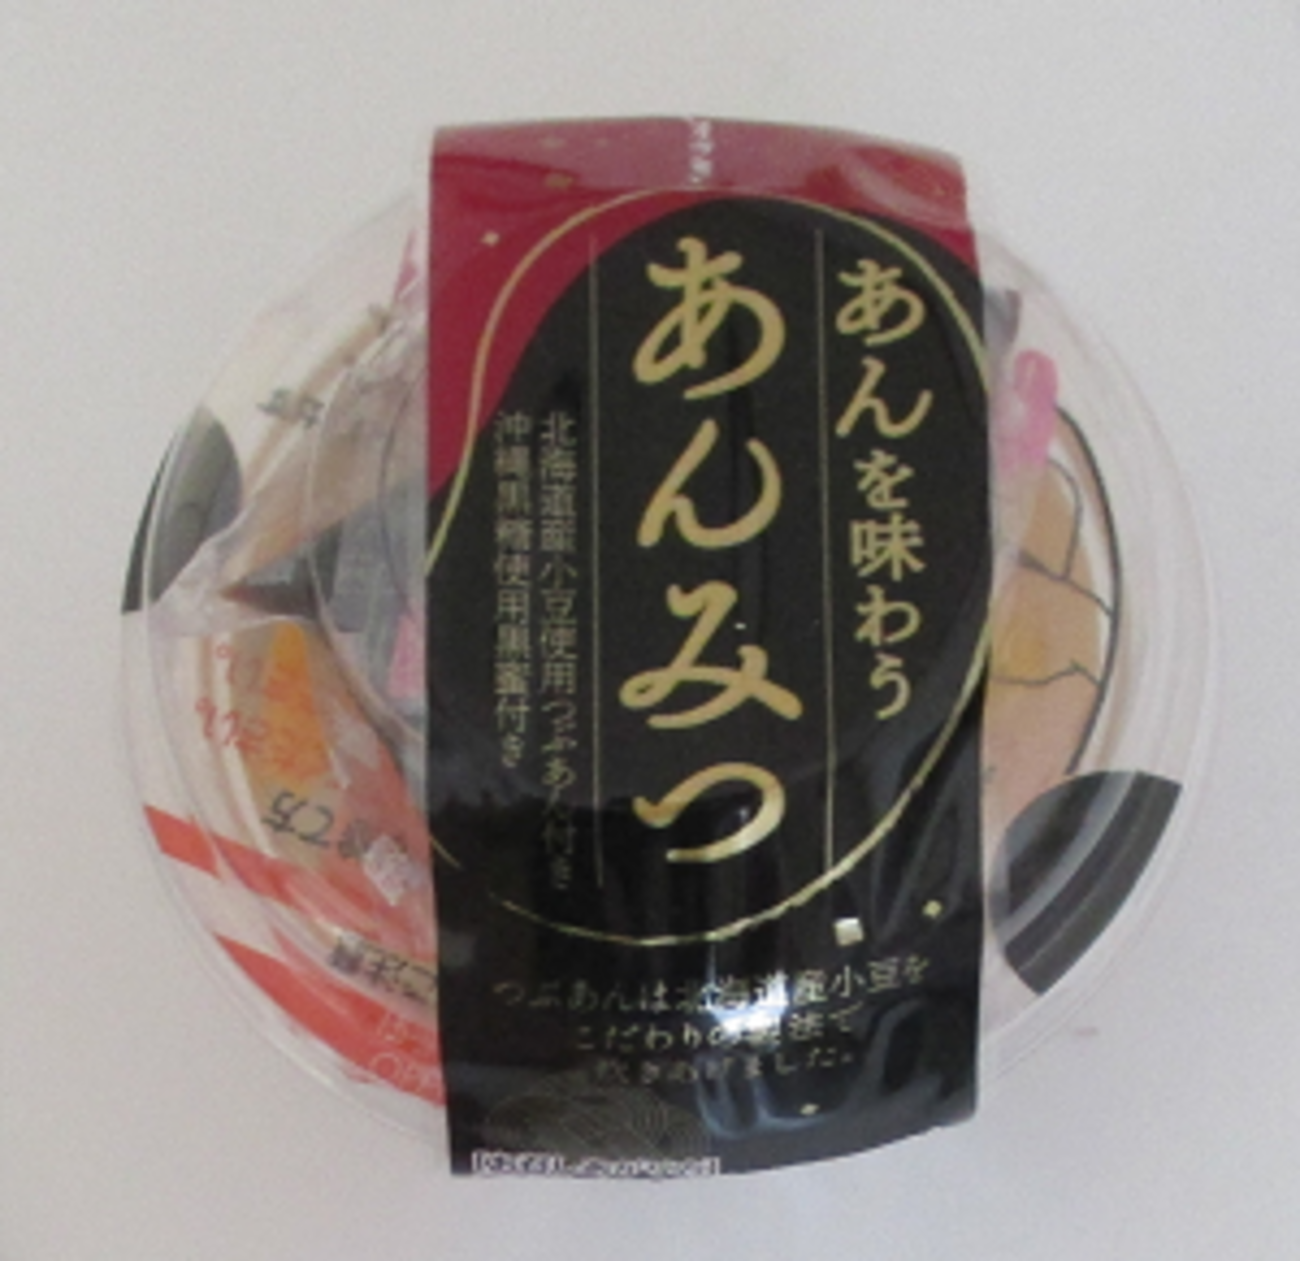 あんを味わう
あんみつ
北海道産小豆使用つぶあん付き
沖縄黒糖使用黒蜜付き
つぶあんは北海道産小豆を
こだわりの製法で
炊きあげました。
捨て方